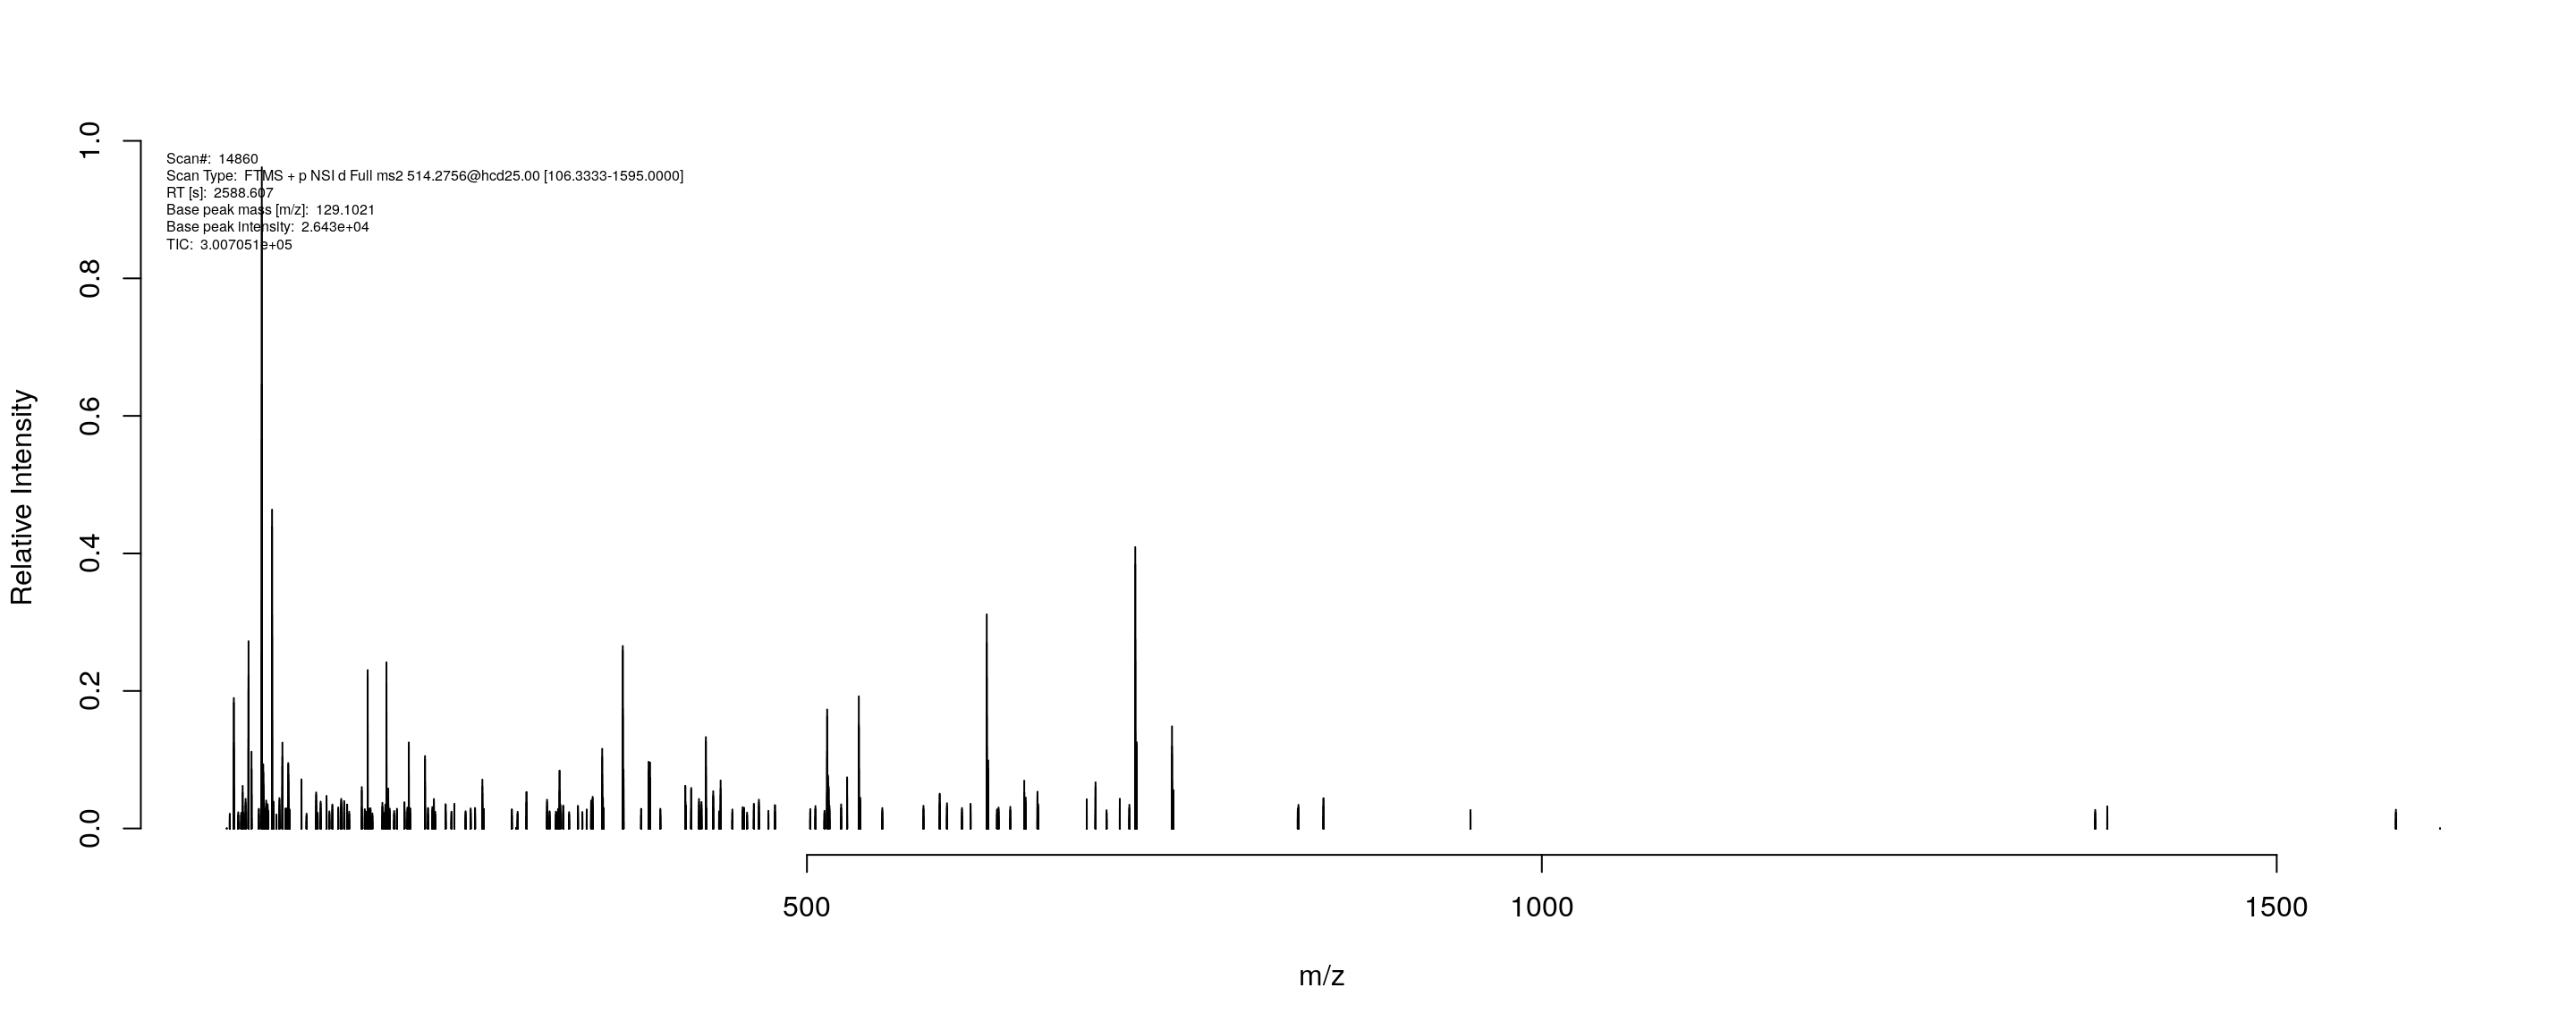 1.0
Scan#: 14860
Scan Type: FTMS + p NSI d Full ms2 514.2756@hcd25.00 [106.3333-1595.0000]
RT [s]: 2588.607
Base peak mass [m/z]: 129.1021
Base peak intensity: 2.643e+04
TIC: 3.007051e+05
0.8
0.6
Relative Intensity
0.4
0.2
0.0
500 1000 1500
m/z